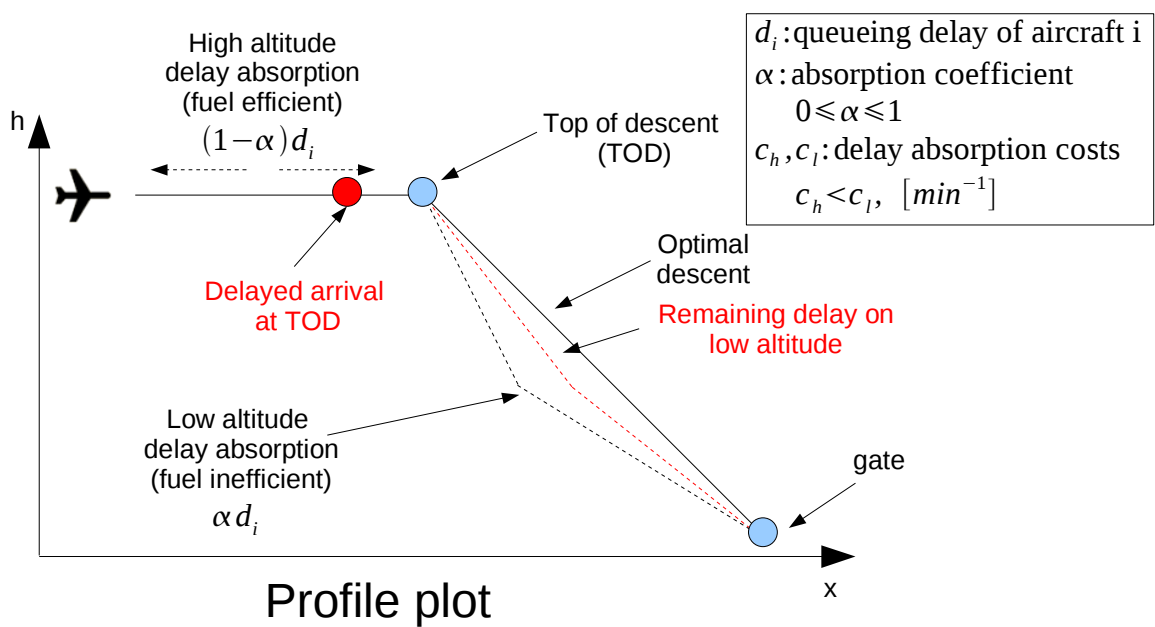 High altitude
delay absorption
(fuel efficient)
(1−α)d_i
h
Top of descent
(TOD)
d_i:queueing delay of aircraft i
α:absorption coefficient
0⩽α⩽1
c_h,c_l:delay absorption costs
c_h<c_l, [min^{−1}]
Delayed arrival
at TOD
Optimal
descent
Remaining delay on
low altitude
Low altitude
delay absorption
(fuel inefficient)
αd_i
gate
x
Profile plot